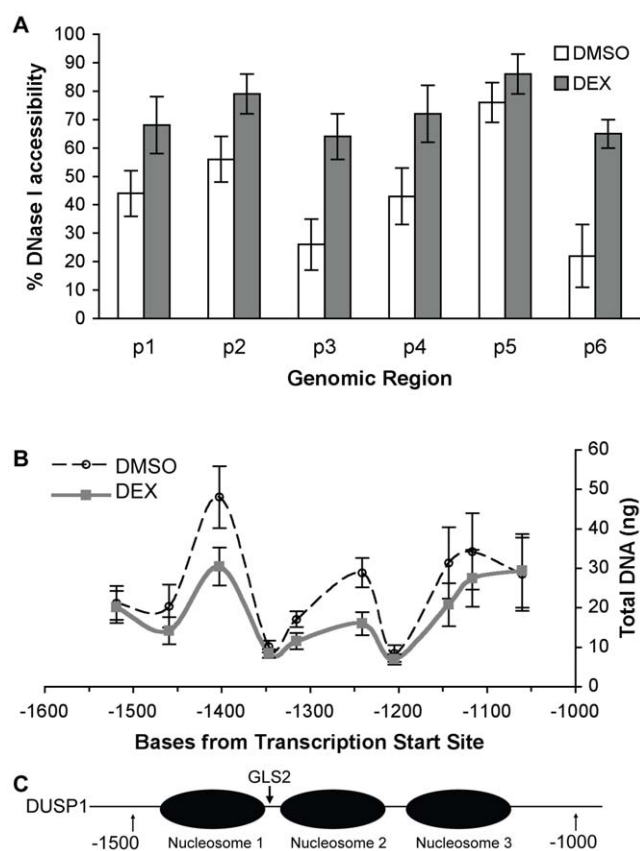 A
% DNase I accessibility
100
90
80
70
60
50
40
30
20
10
0
DMSO
DEX
p1 p2 p3 p4 p5 p6
Genomic Region
B
DMSO
DEX
60
50
40
30
20
10
0
Total DNA (ng)
-1600 -1500 -1400 -1300 -1200 -1100 -1000
Bases from Transcription Start Site
C
GLS2
DUSP1
-1500 Nucleosome 1 Nucleosome 2 Nucleosome 3 -1000